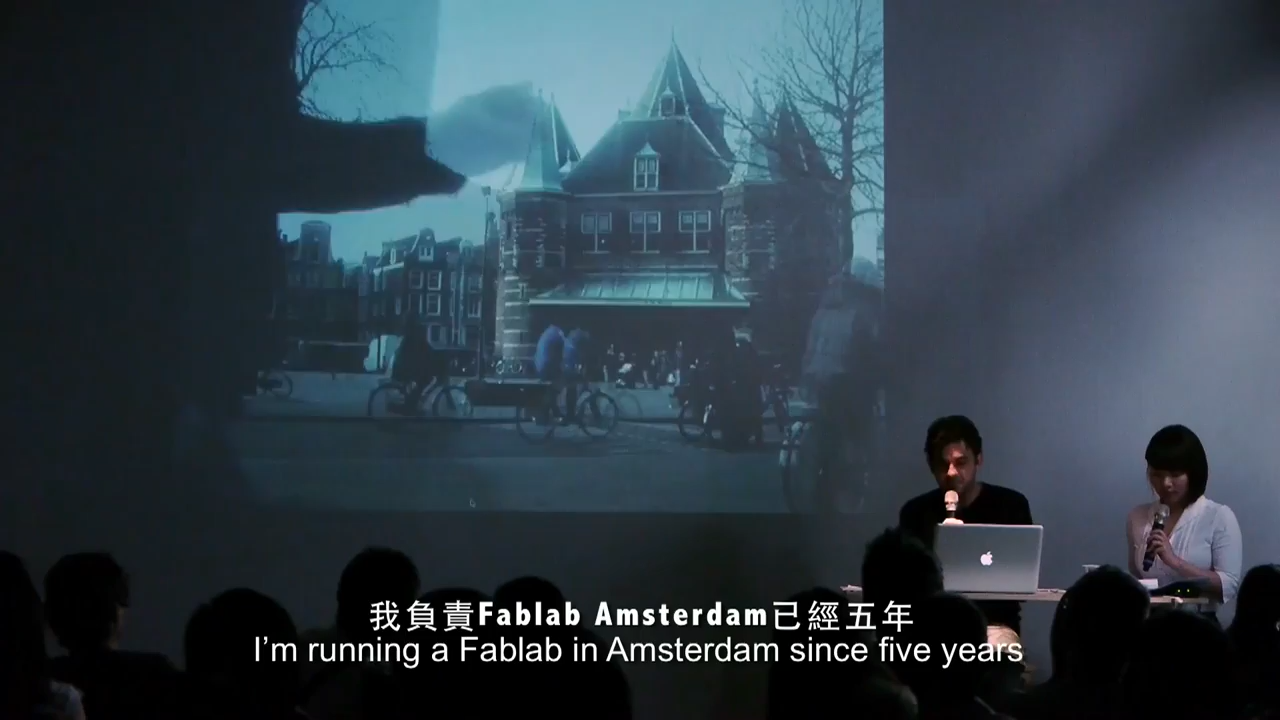 我負責Fablab Amsterdam已經五年
I'm running a Fablab in Amsterdam since five years